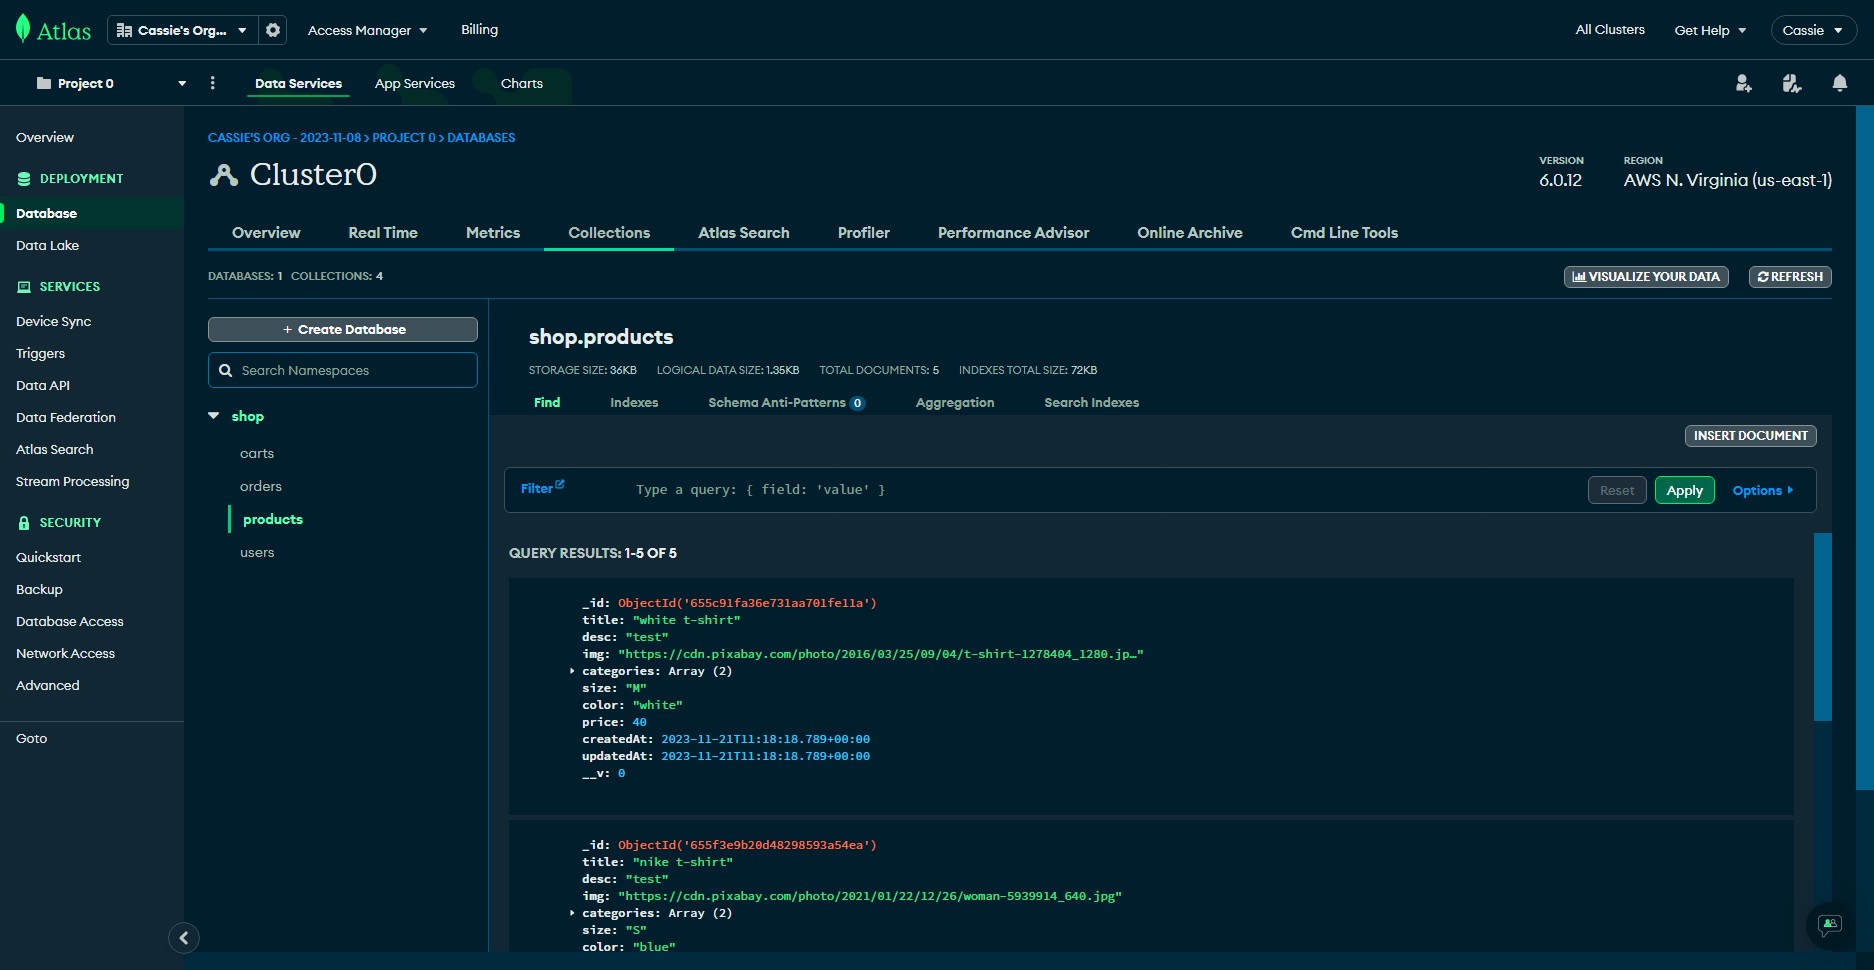 Atlas
Cassie's Org...
Access Manager
Billing
All Clusters
Get Help
Cassie
Project 0
Data Services
App Services
Charts
Overview
DEPLOYMENT
Database
Data Lake
SERVICES
Device Sync
Triggers
Data API
Data Federation
Atlas Search
Stream Processing
SECURITY
Quickstart
Backup
Database Access
Network Access
Advanced
Goto
CASSIE'S ORG - 2023-11-08 > PROJECT 0 > DATABASES
Cluster0
VERSION
6.0.12
REGION
AWS N. Virginia (us-east-1)
Overview
Real Time
Metrics
Collections
Atlas Search
Profiler
Performance Advisor
Online Archive
Cmd Line Tools
DATABASES: 1 COLLECTIONS: 4
VISUALIZE YOUR DATA
REFRESH
+ Create Database
Search Namespaces
shop
carts
orders
products
users
shop.products
STORAGE SIZE: 36KB LOGICAL DATA SIZE: 1.35KB TOTAL DOCUMENTS: 5 INDEXES TOTAL SIZE: 72KB
Find
Indexes
Schema Anti-Patterns 0
Aggregation
Search Indexes
INSERT DOCUMENT
Filter
Type a query: { field: 'value' }
Reset
Apply
Options
QUERY RESULTS: 1-5 OF 5
_id: ObjectId('655c91fa36e731aa701fe11a')
title: "white t-shirt"
desc: "test"
img: "https://cdn.pixabay.com/photo/2016/03/25/09/04/t-shirt-1278404_1280.jp…"
categories: Array (2)
size: "M"
color: "white"
price: 40
createdAt: 2023-11-21T11:18:18.789+00:00
updatedAt: 2023-11-21T11:18:18.789+00:00
__v: 0
_id: ObjectId('655f3e9b20d48298593a54ea')
title: "nike t-shirt"
desc: "test"
img: "https://cdn.pixabay.com/photo/2021/01/22/12/26/woman-5939914_640.jpg"
categories: Array (2)
size: "S"
color: "blue"